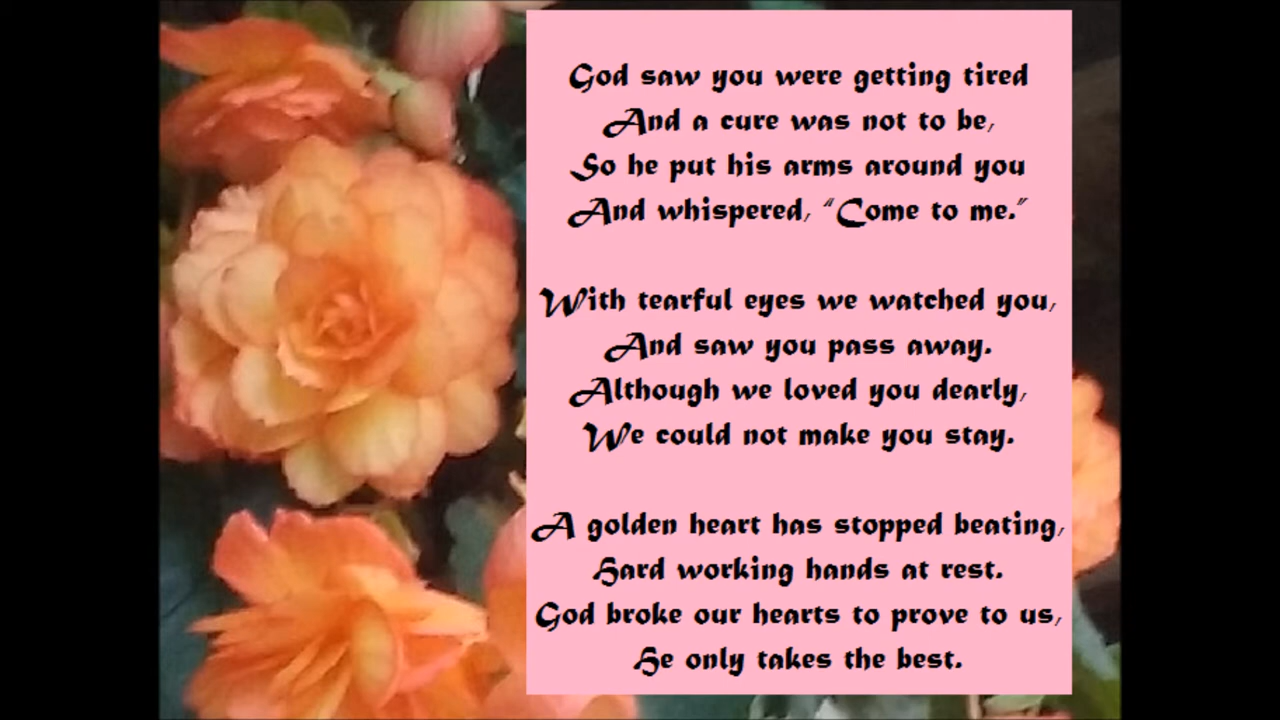 God saw you were getting tired
And a cure was not to be,
So he put his arms around you
And whispered, “Come to me.”
With tearful eyes we watched you,
And saw you pass away.
Although we loved you dearly,
We could not make you stay.
A golden heart has stopped beating,
Hard working hands at rest.
God broke our hearts to prove to us,
He only takes the best.